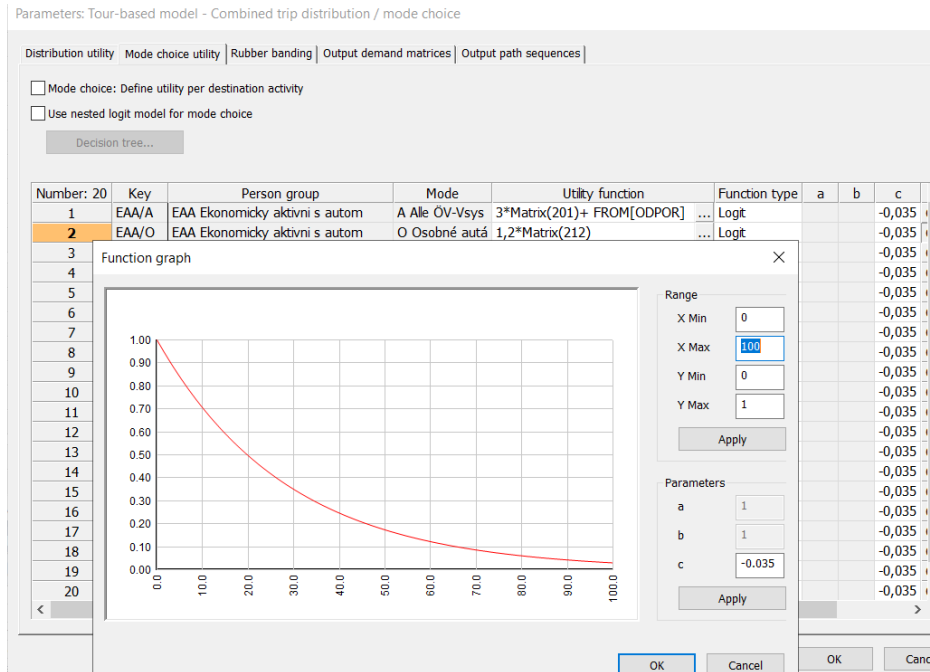 Parameters: Tour-based model - Combined trip distribution / mode choice
Distribution utility Mode choice utility Rubber banding Output demand matrices Output path sequences
Mode choice: Define utility per destination activity
Use nested logit model for mode choice
Decision tree...
Number: 20 Key Person group Mode Utility function Function type a b c
1 EAA/A EAA Ekonomicky aktivni s autom A Alle ÖV-Sys 3*Matrix(201)+ FROM[ODPOR] ... Logit -0,035
2 EAA/O EAA Ekonomicky aktivni s autom O Osobné autá 1,2*Matrix(212) ... Logit -0,035
3 -0,035
4 -0,035
5 -0,035
6 -0,035
7 -0,035
8 -0,035
9 -0,035
10 -0,035
11 -0,035
12 -0,035
13 -0,035
14 -0,035
15 -0,035
16 -0,035
17 -0,035
18 -0,035
19 -0,035
20 -0,035
Function graph
1.00
0.90
0.80
0.70
0.60
0.50
0.40
0.30
0.20
0.10
0.00
0.0 10.0 20.0 30.0 40.0 50.0 60.0 70.0 80.0 90.0 100.0
Range
X Min 0
X Max 100
Y Min 0
Y Max 1
Apply
Parameters
a 1
b 1
c -0.035
Apply
OK Cancel
OK